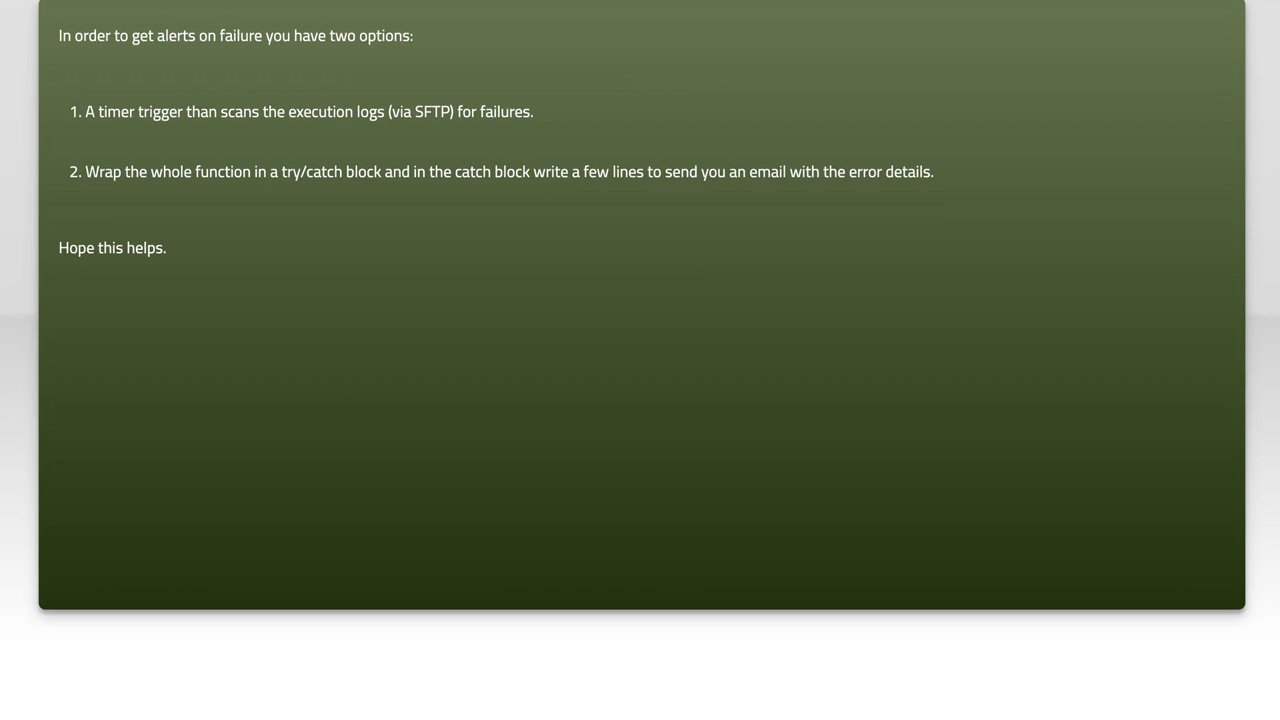 In order to get alerts on failure you have two options:
1. A timer trigger than scans the execution logs (via SFTP) for failures.
2. Wrap the whole function in a try/catch block and in the catch block write a few lines to send you an email with the error details.
Hope this helps.